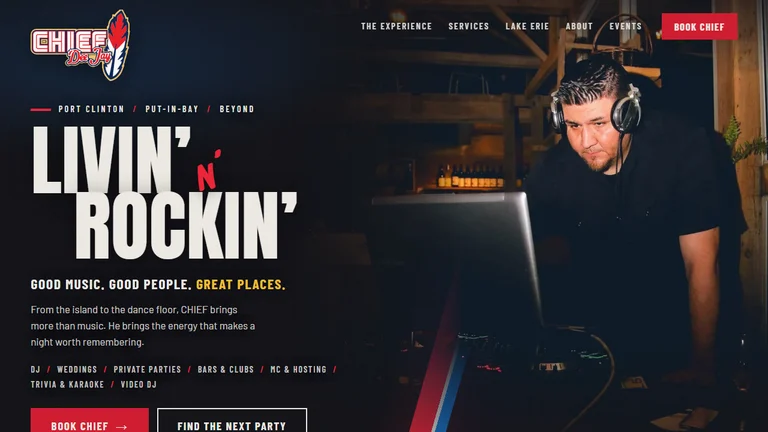 CHIEF
Dee-Jay
THE EXPERIENCE SERVICES LAKE ERIE ABOUT EVENTS BOOK CHIEF
PORT CLINTON / PUT-IN-BAY / BEYOND
LIVIN' N'
ROCKIN'
GOOD MUSIC. GOOD PEOPLE. GREAT PLACES.
From the island to the dance floor, CHIEF brings
more than music. He brings the energy that makes a
night worth remembering.
DJ / WEDDINGS / PRIVATE PARTIES / BARS & CLUBS / MC & HOSTING /
TRIVIA & KARAOKE / VIDEO DJ
BOOK CHIEF → FIND THE NEXT PARTY